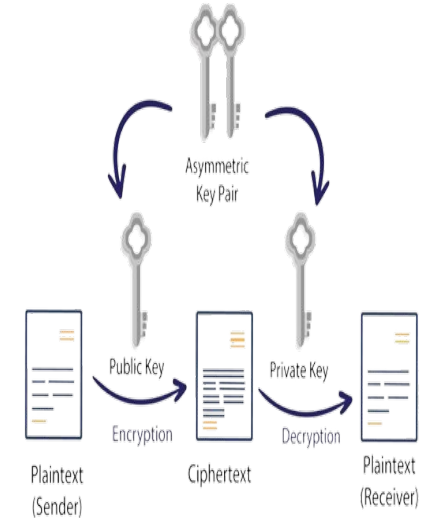 Asymmetric
Key Pair
Public Key
Private Key
Encryption
Decryption
Plaintext
(Sender)
Ciphertext
Plaintext
(Receiver)